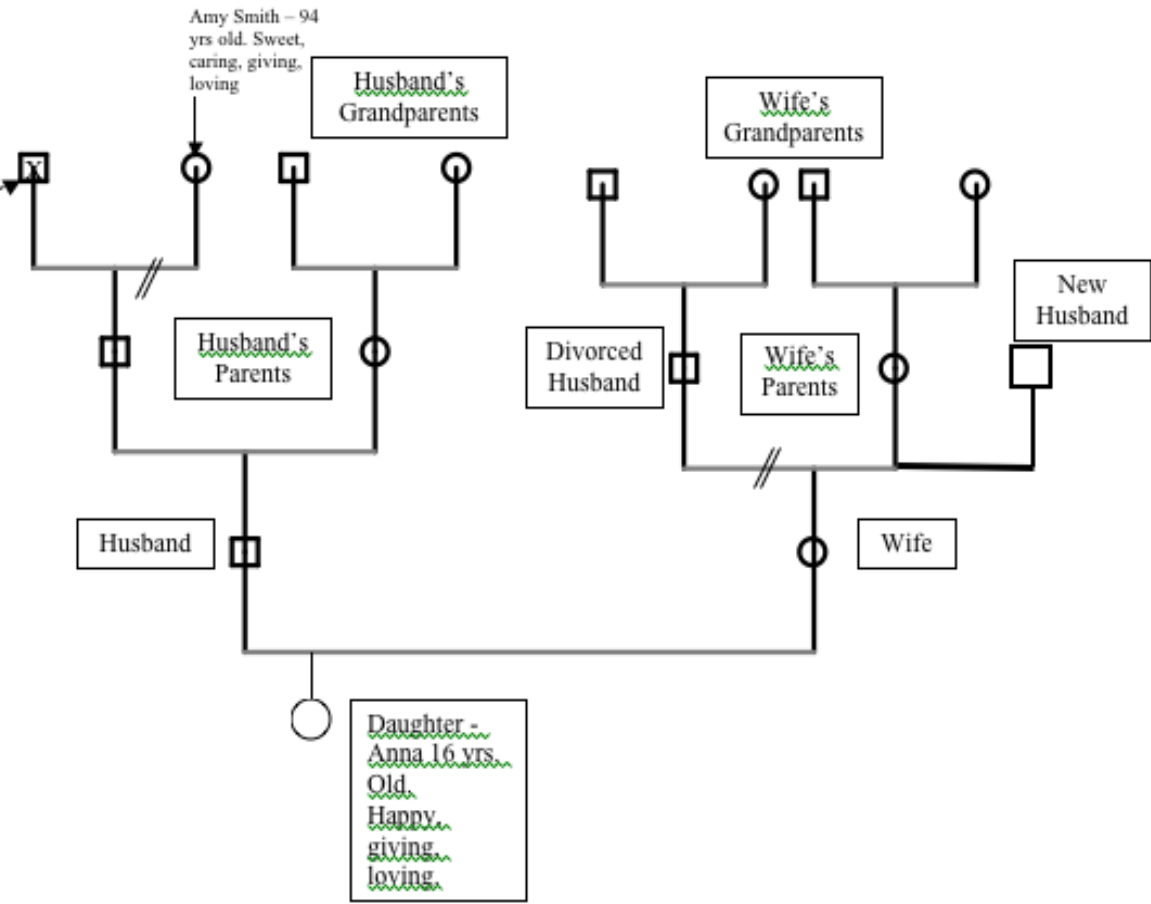 Amy Smith – 94
yrs old. Sweet,
caring, giving,
loving
Husband's
Grandparents
Wife's
Grandparents
X
New
Husband
Husband's
Parents
Divorced
Husband
Wife's
Parents
Husband
Wife
Daughter -
Anna 16 yrs.
Old.
Happy,
giving,
loving,